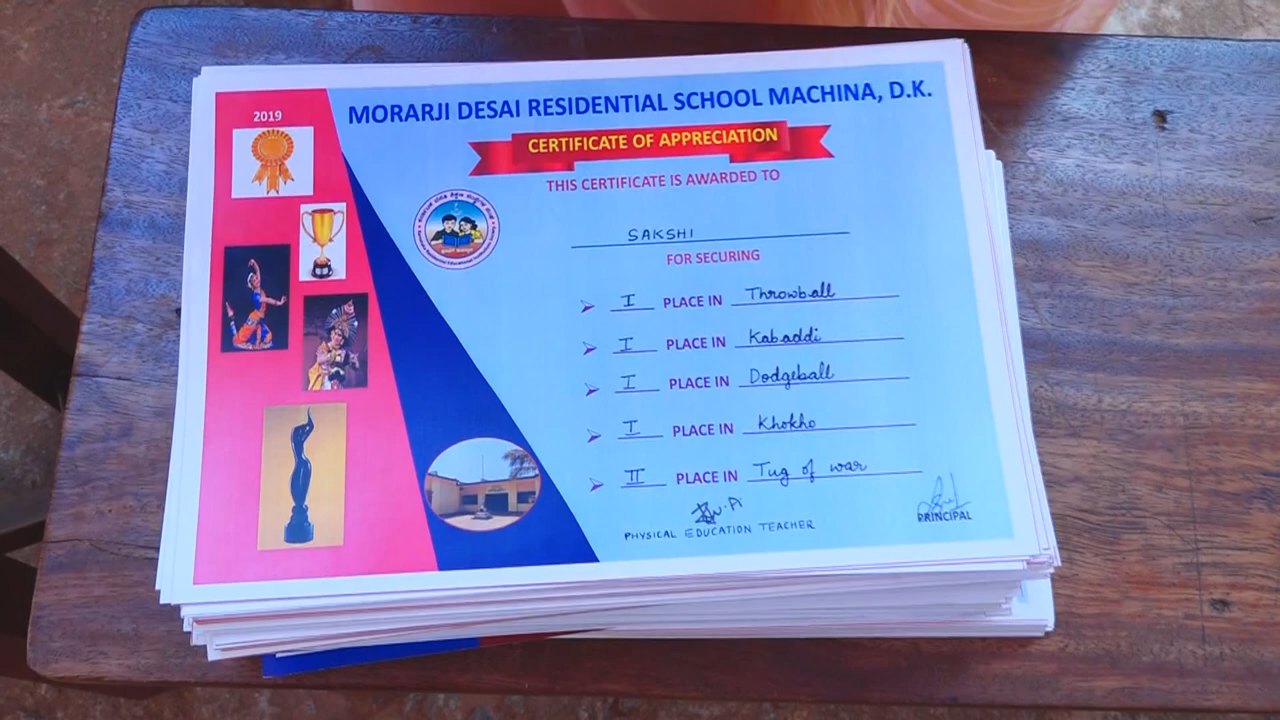 MORARJI DESAI RESIDENTIAL SCHOOL MACHINA, D.K.
2019
CERTIFICATE OF APPRECIATION
THIS CERTIFICATE IS AWARDED TO
SAKSHI
FOR SECURING
I PLACE IN Throwball
I PLACE IN Kabaddi
I PLACE IN Dodgeball
I PLACE IN Khokho
II PLACE IN Tug of war
PHYSICAL EDUCATION TEACHER
PRINCIPAL